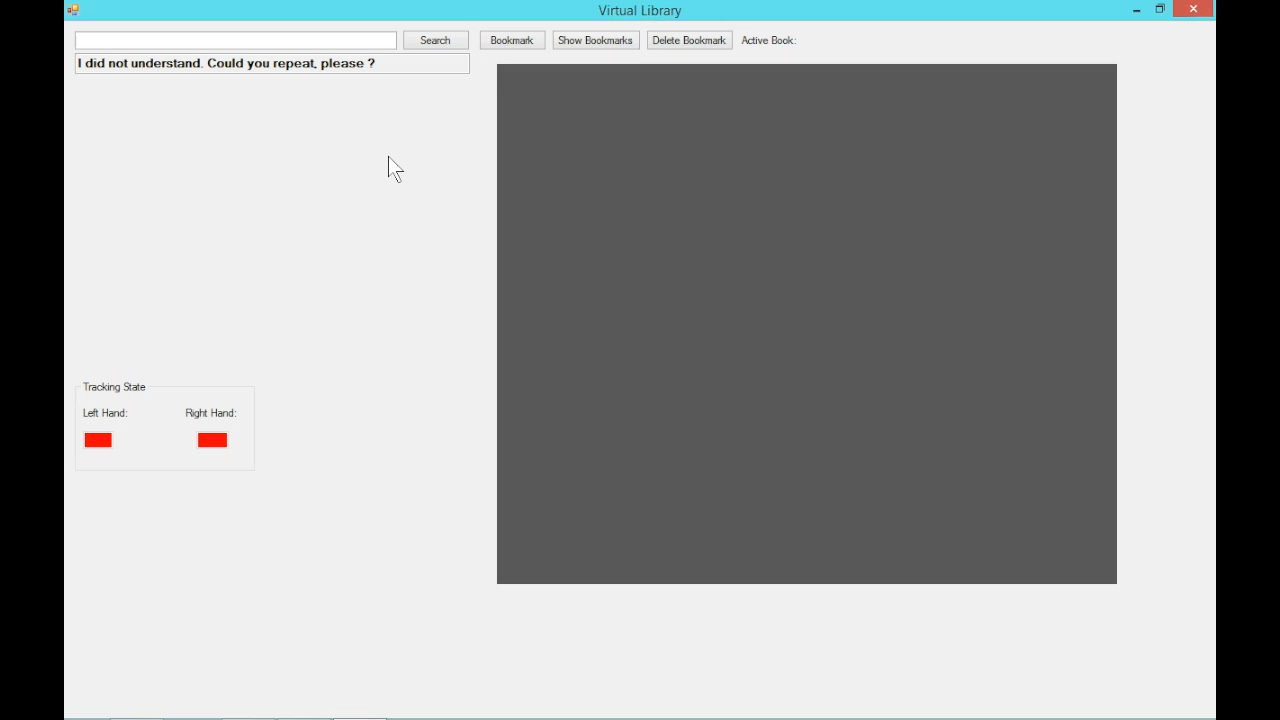 Virtual Library
Search
Bookmark
Show Bookmarks
Delete Bookmark
Active Book:
I did not understand. Could you repeat, please ?
Tracking State
Left Hand:
Right Hand: